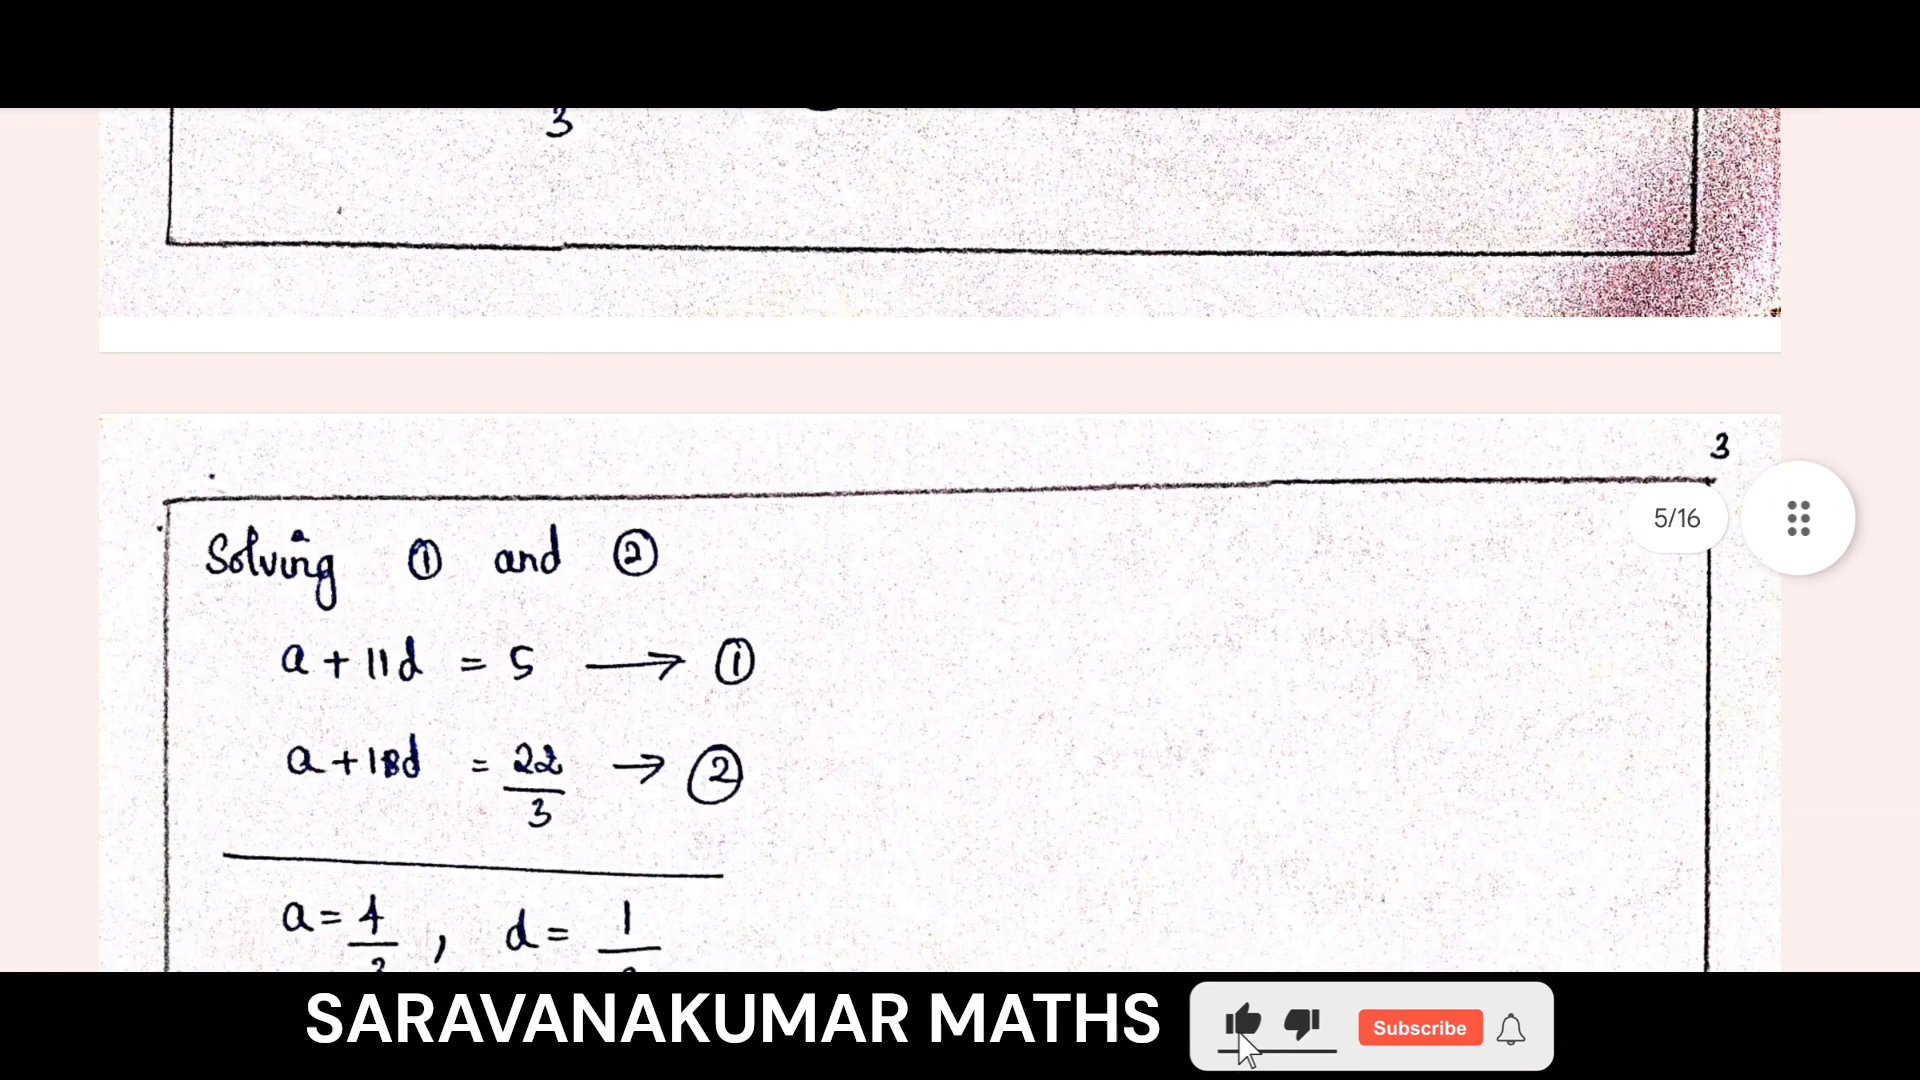 3
3
5/16
Solving ① and ②
a + 11d = 5 → ①
a + 18d = 22/3 → ②
a = 4/3 , d = 1
SARAVANAKUMAR MATHS
Subscribe